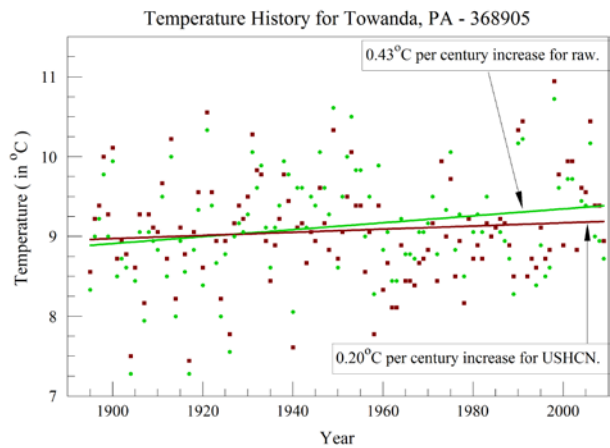 Temperature History for Towanda, PA - 368905
0.43°C per century increase for raw.
11
10
9
8
7
Temperature ( in °C )
0.20°C per century increase for USHCN.
1900
1920
1940
1960
1980
2000
Year